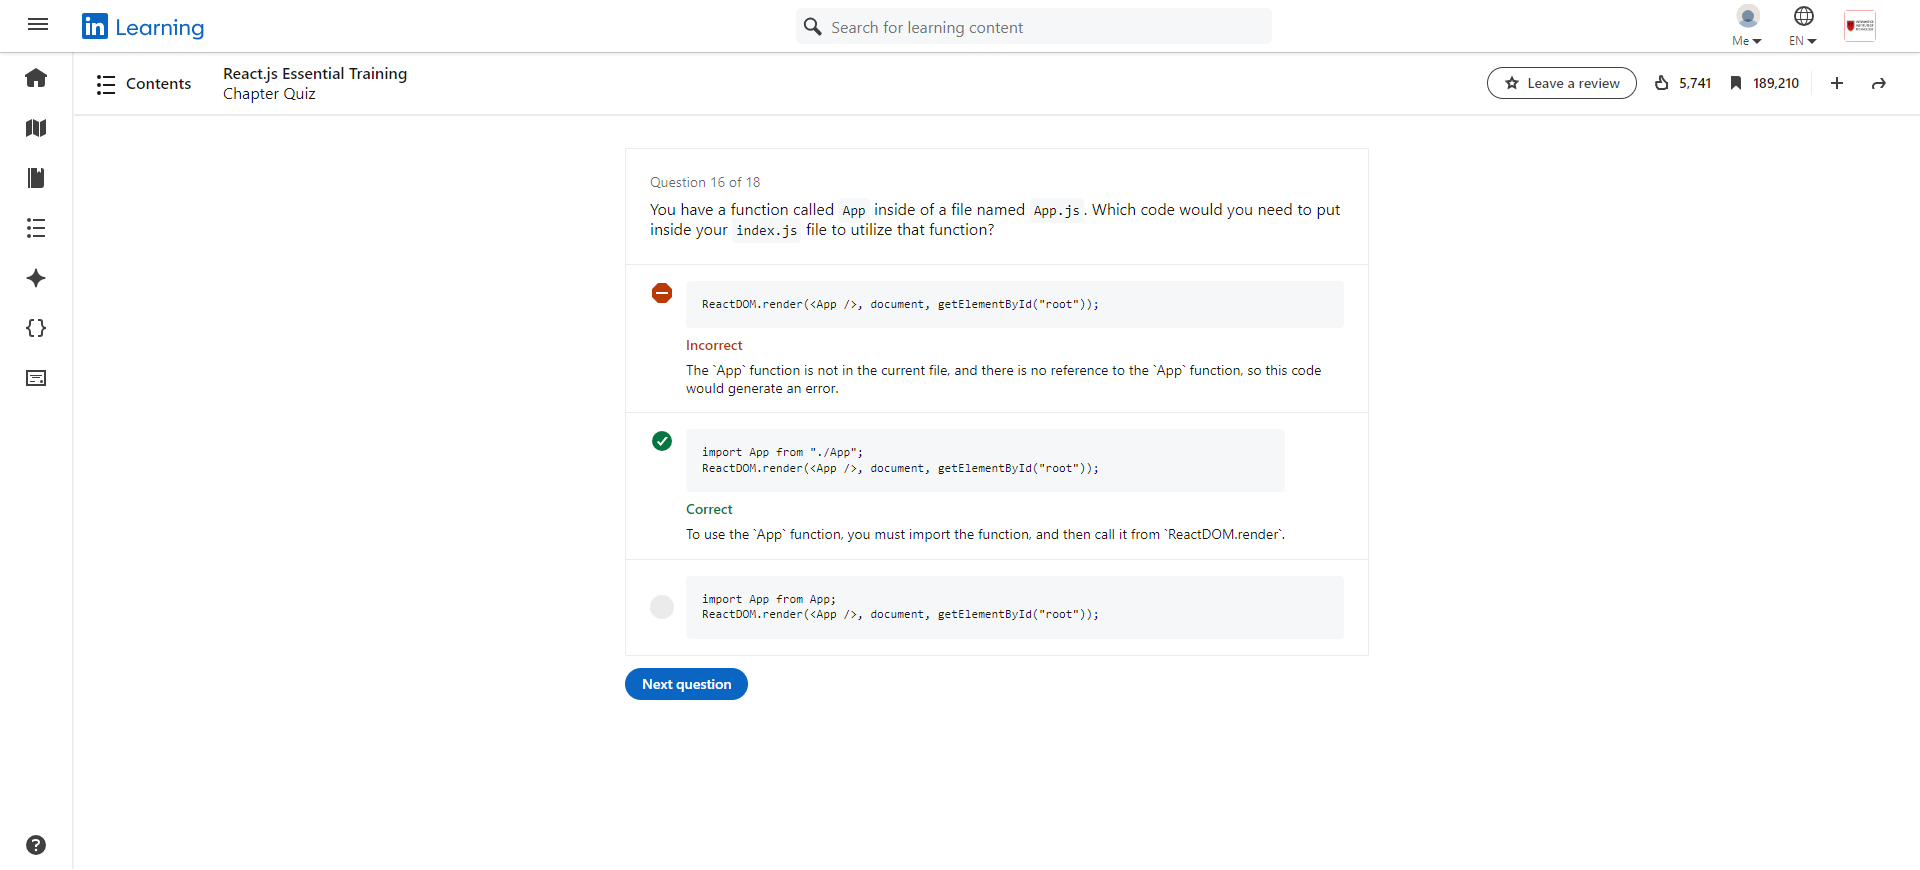 in Learning
Search for learning content
Me
EN
Contents
React.js Essential Training
Chapter Quiz
Leave a review
5,741
189,210
Question 16 of 18
You have a function called App inside of a file named App.js. Which code would you need to put
inside your index.js file to utilize that function?
ReactDOM.render(<App />, document, getElementById("root"));
Incorrect
The `App` function is not in the current file, and there is no reference to the `App` function, so this code
would generate an error.
import App from "./App";
ReactDOM.render(<App />, document, getElementById("root"));
Correct
To use the `App` function, you must import the function, and then call it from `ReactDOM.render`.
import App from App;
ReactDOM.render(<App />, document, getElementById("root"));
Next question